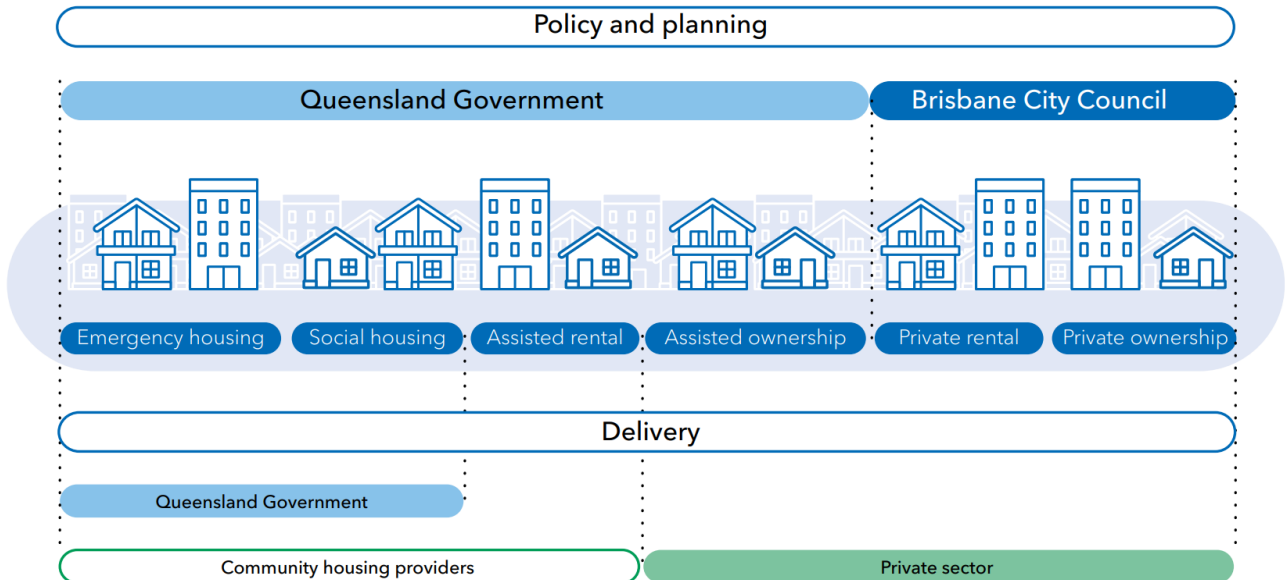 Policy and planning
Queensland Government
Brisbane City Council
Emergency housing
Social housing
Assisted rental
Assisted ownership
Private rental
Private ownership
Delivery
Queensland Government
Community housing providers
Private sector